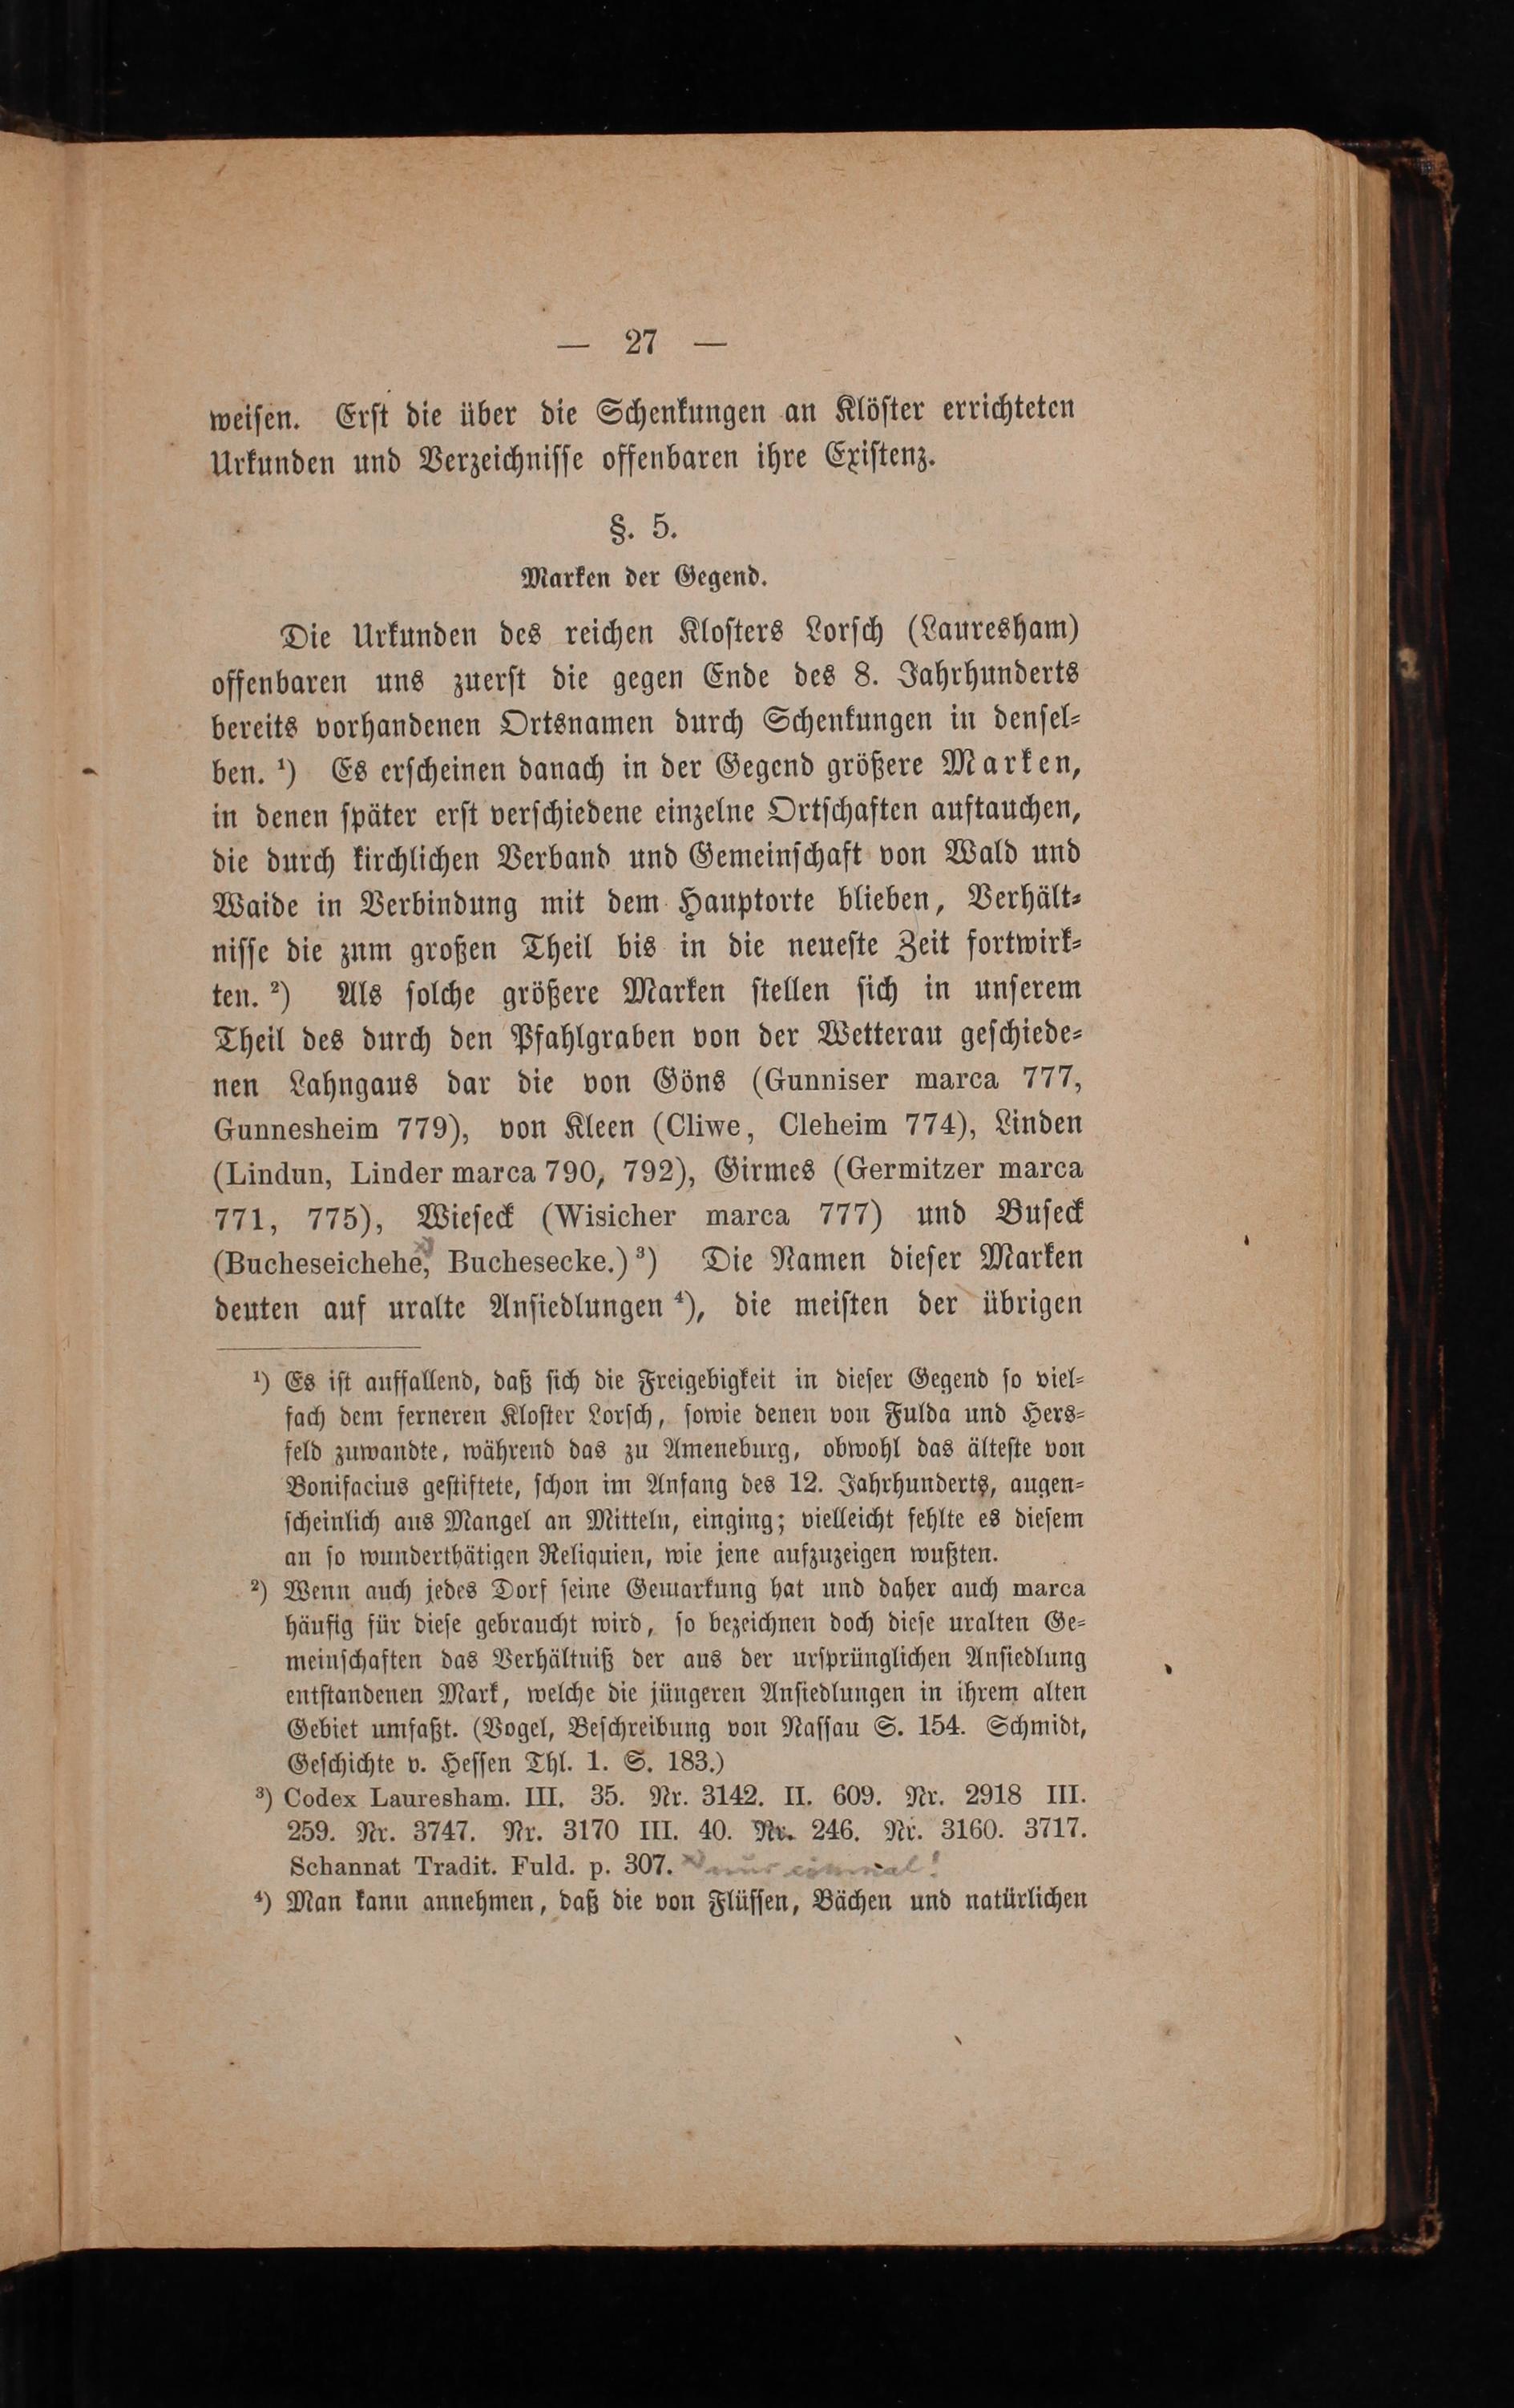 — 27 —
weiſen. Erſt die über die Schenkungen an Klöſter errichteten
Urkunden und Verzeichniſſe offenbaren ihre Exiſtenz.
§. 5.
Marken der Gegend.
Die Urkunden des reichen Kloſters Lorſch (Lauresham)
offenbaren uns zuerſt die gegen Ende des 8. Jahrhunderts
bereits vorhandenen Ortsnamen durch Schenkungen in denſel-
ben. ¹) Es erſcheinen danach in der Gegend größere Marken,
in denen ſpäter erſt verſchiedene einzelne Ortſchaften auftauchen,
die durch kirchlichen Verband und Gemeinſchaft von Wald und
Waide in Verbindung mit dem Hauptorte blieben, Verhält-
niſſe die zum großen Theil bis in die neueſte Zeit fortwirk-
ten. ²) Als ſolche größere Marken ſtellen ſich in unſerem
Theil des durch den Pfahlgraben von der Wetterau geſchiede-
nen Lahngaus dar die von Göns (Gunniser marca 777,
Gunnesheim 779), von Kleen (Cliwe, Cleheim 774), Linden
(Lindun, Linder marca 790, 792), Girmes (Germitzer marca
771, 775), Wieſeck (Wisicher marca 777) und Buſeck
(Bucheseichehe, Buchesecke.) ³) Die Namen dieſer Marken
deuten auf uralte Anſiedlungen ⁴), die meiſten der übrigen
¹) Es iſt auffallend, daß ſich die Freigebigkeit in dieſer Gegend ſo viel-
fach dem ferneren Kloſter Lorſch, ſowie denen von Fulda und Hers-
feld zuwandte, während das zu Ameneburg, obwohl das älteſte von
Bonifacius geſtiftete, ſchon im Anfang des 12. Jahrhunderts, augen-
ſcheinlich aus Mangel an Mitteln, einging; vielleicht fehlte es dieſem
an ſo wunderthätigen Reliquien, wie jene aufzuzeigen wußten.
²) Wenn auch jedes Dorf ſeine Gemarkung hat und daher auch marca
häufig für dieſe gebraucht wird, ſo bezeichnen doch dieſe uralten Ge-
meinſchaften das Verhältniß der aus der urſprünglichen Anſiedlung
entſtandenen Mark, welche die jüngeren Anſiedlungen in ihrem alten
Gebiet umfaßt. (Vogel, Beſchreibung von Naſſau S. 154. Schmidt,
Geſchichte v. Heſſen Thl. 1. S. 183.)
³) Codex Lauresham. III. 35. Nr. 3142. II. 609. Nr. 2918 III.
259. Nr. 3747. Nr. 3170 III. 40. Nr. 246. Nr. 3160. 3717.
Schannat Tradit. Fuld. p. 307.
⁴) Man kann annehmen, daß die von Flüſſen, Bächen und natürlichen